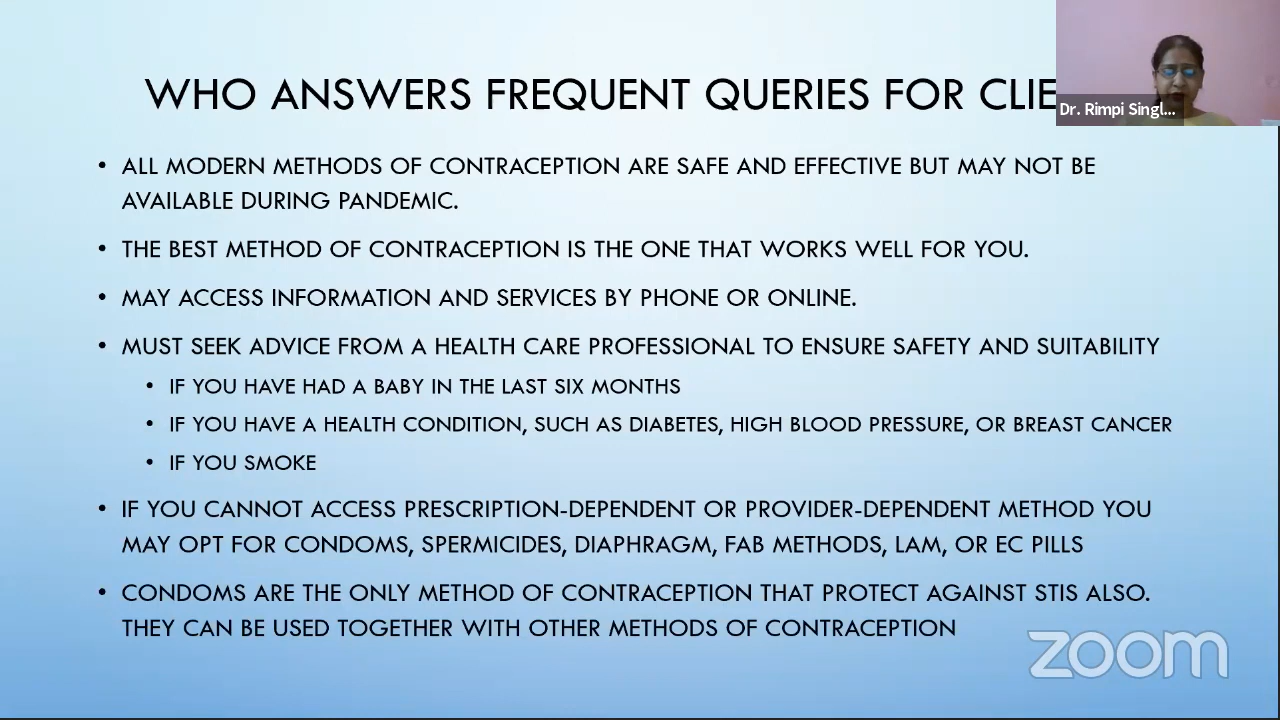 WHO ANSWERS FREQUENT QUERIES FOR CLIE
Dr. Rimpi Singl...
• ALL MODERN METHODS OF CONTRACEPTION ARE SAFE AND EFFECTIVE BUT MAY NOT BE
AVAILABLE DURING PANDEMIC.
• THE BEST METHOD OF CONTRACEPTION IS THE ONE THAT WORKS WELL FOR YOU.
• MAY ACCESS INFORMATION AND SERVICES BY PHONE OR ONLINE.
• MUST SEEK ADVICE FROM A HEALTH CARE PROFESSIONAL TO ENSURE SAFETY AND SUITABILITY
• IF YOU HAVE HAD A BABY IN THE LAST SIX MONTHS
• IF YOU HAVE A HEALTH CONDITION, SUCH AS DIABETES, HIGH BLOOD PRESSURE, OR BREAST CANCER
• IF YOU SMOKE
• IF YOU CANNOT ACCESS PRESCRIPTION-DEPENDENT OR PROVIDER-DEPENDENT METHOD YOU
MAY OPT FOR CONDOMS, SPERMICIDES, DIAPHRAGM, FAB METHODS, LAM, OR EC PILLS
• CONDOMS ARE THE ONLY METHOD OF CONTRACEPTION THAT PROTECT AGAINST STIS ALSO.
THEY CAN BE USED TOGETHER WITH OTHER METHODS OF CONTRACEPTION
zoom